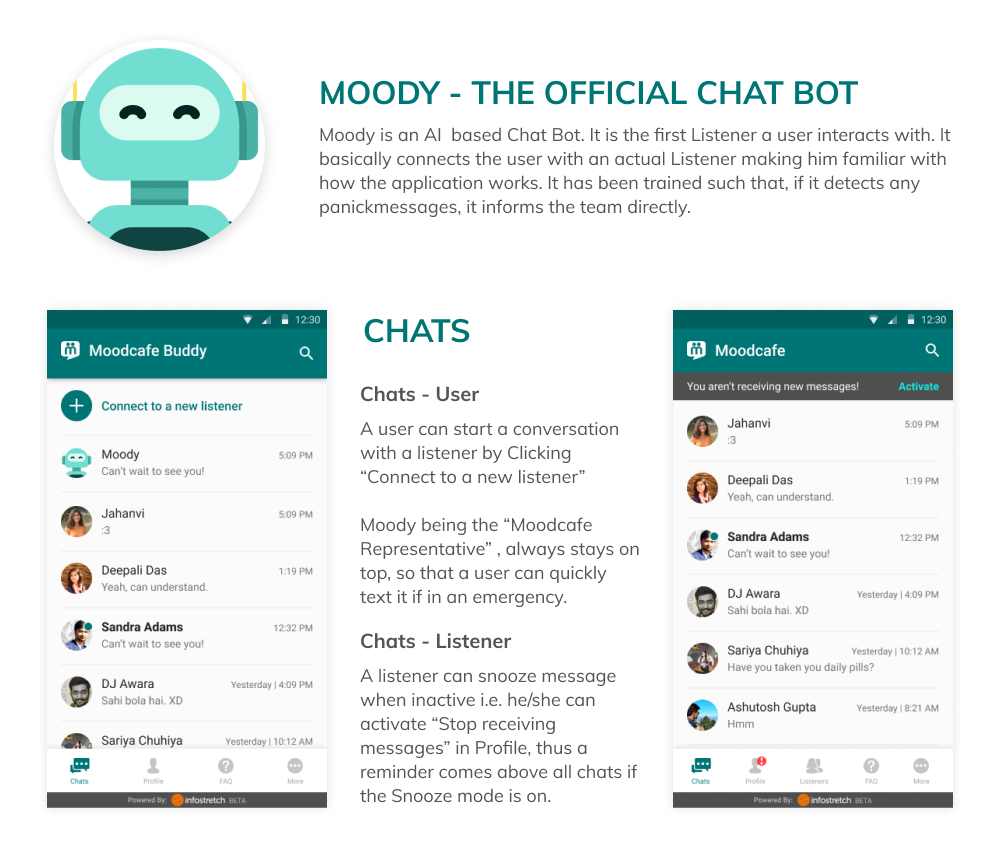 MOODY - THE OFFICIAL CHAT BOT
Moody is an AI based Chat Bot. It is the first Listener a user interacts with. It
basically connects the user with an actual Listener making him familiar with
how the application works. It has been trained such that, if it detects any
panickmessages, it informs the team directly.
12:30
Moodcafe Buddy
Connect to a new listener
Moody
5:09 PM
Can't wait to see you!
Jahanvi
5:09 PM
:3
Deepali Das
1:19 PM
Yeah, can understand.
Sandra Adams
12:32 PM
Can't wait to see you!
DJ Awara
Yesterday | 4:09 PM
Sahi bola hai. XD
Sariya Chuhiya
Yesterday | 10:12 AM
Chats
Profile
FAQ
More
Powered By: infostretch BETA
CHATS
Chats - User
A user can start a conversation
with a listener by Clicking
“Connect to a new listener”
Moody being the “Moodcafe
Representative” , always stays on
top, so that a user can quickly
text it if in an emergency.
Chats - Listener
A listener can snooze message
when inactive i.e. he/she can
activate “Stop receiving
messages” in Profile, thus a
reminder comes above all chats if
the Snooze mode is on.
12:30
Moodcafe
You aren't receiving new messages!
Activate
Jahanvi
5:09 PM
:3
Deepali Das
1:19 PM
Yeah, can understand.
Sandra Adams
12:32 PM
Can't wait to see you!
DJ Awara
Yesterday | 4:09 PM
Sahi bola hai. XD
Sariya Chuhiya
Yesterday | 10:12 AM
Have you taken you daily pills?
Ashutosh Gupta
Yesterday | 8:21 AM
Hmm
Chats
Profile
Listeners
FAQ
More
Powered By: infostretch BETA